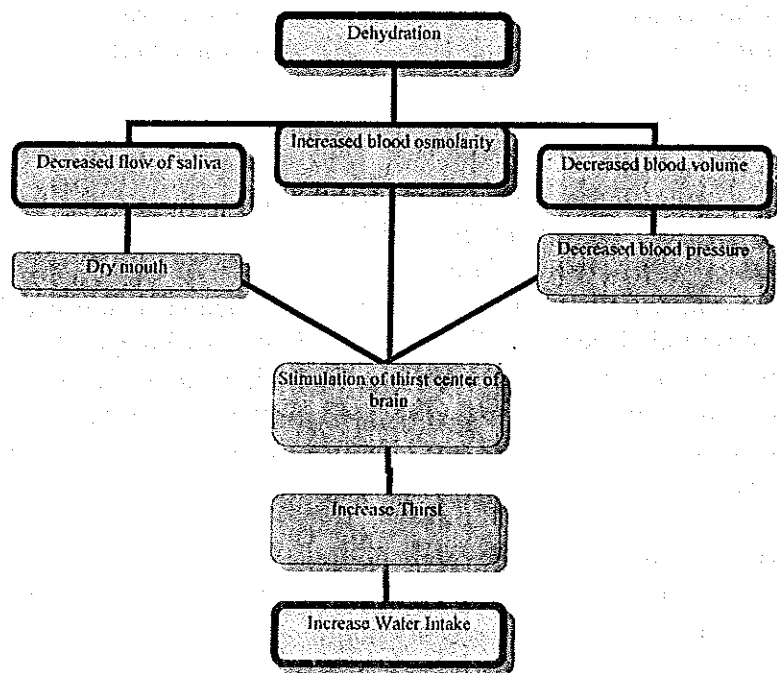 Dehydration
Decreased flow of saliva
Increased blood osmolarity
Decreased blood volume
Dry mouth
Decreased blood pressure
Stimulation of thirst center of
brain
Increase Thirst
Increase Water Intake